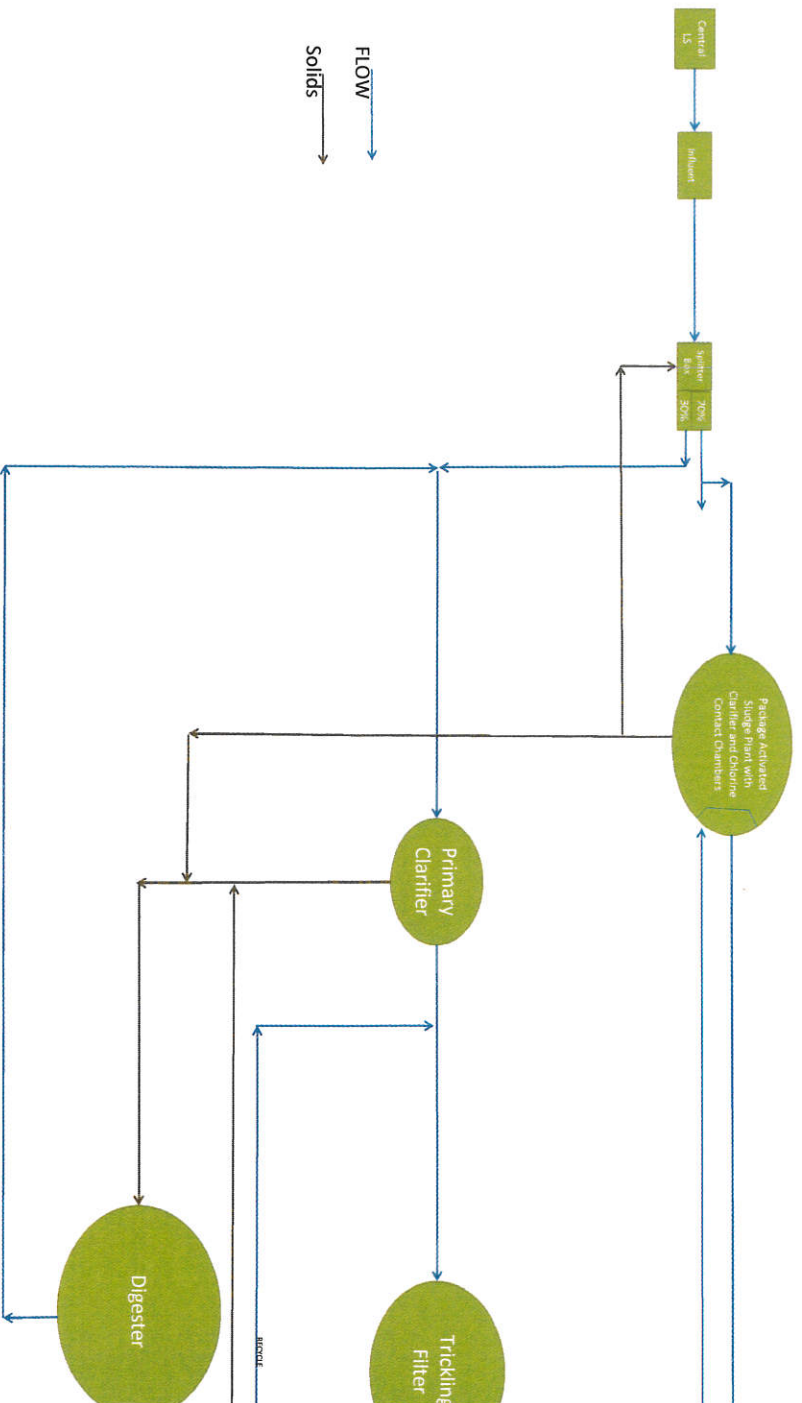 Central
LS
Influent
Splitter
Box
70%
30%
Package Activated
Sludge Plant with
Clarifier and Chlorine
Contact Chambers
FLOW
Solids
Primary
Clarifier
Trickling
Filter
RECYCLE
Digester